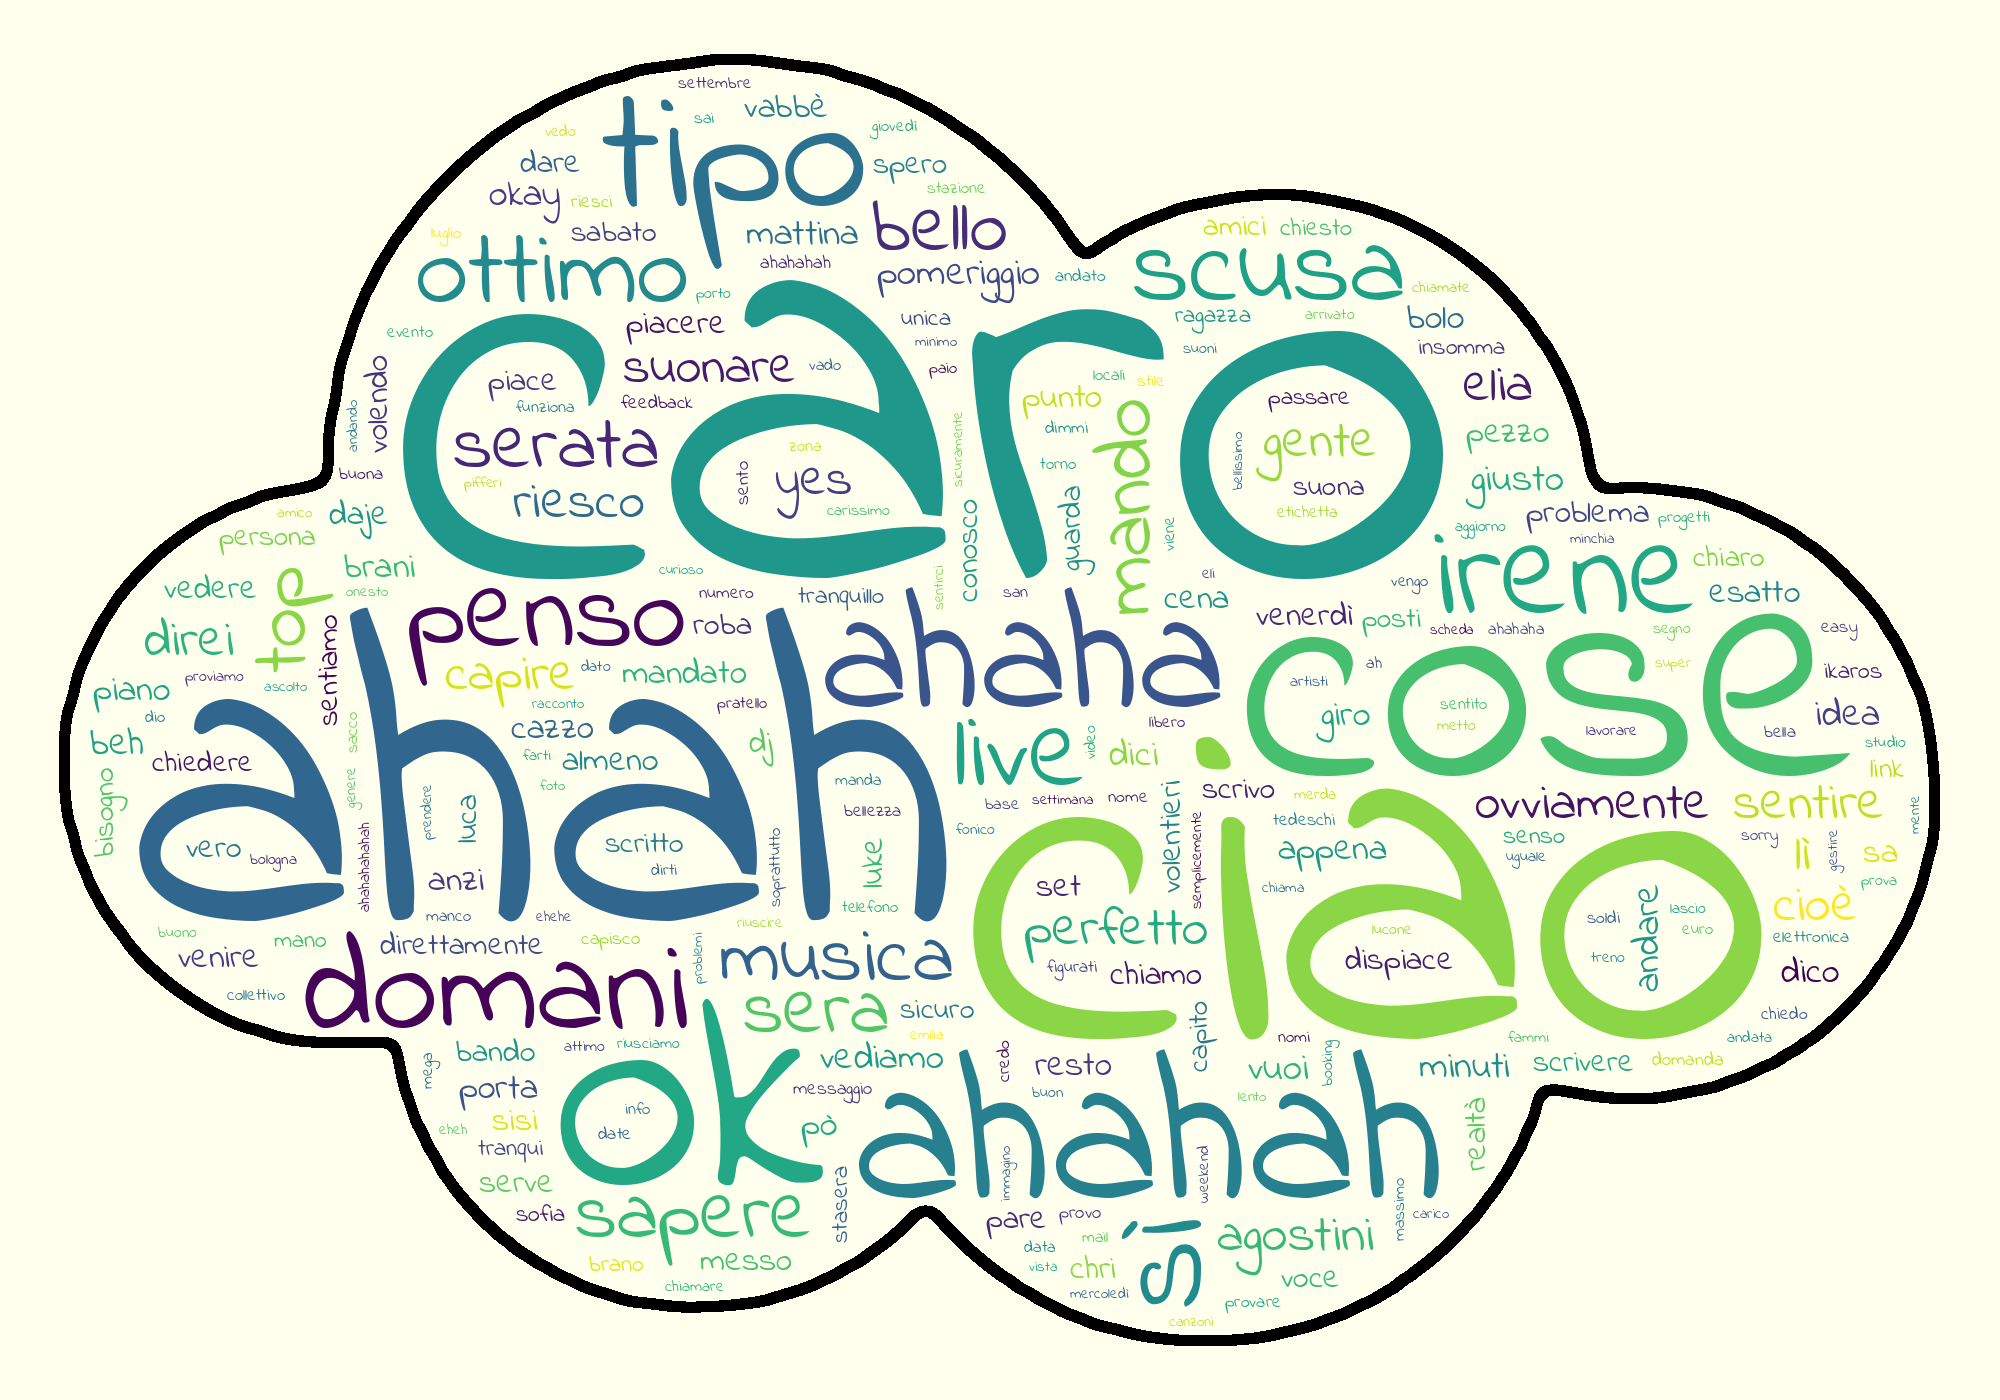 settembre
tipo
sai
vabbè
vedo
giovedì
dare
spero
okay
riesci
stazione
luglio
sabato
mattina
bello
amici
chiesto
ottimo
ahahahah
pomeriggio
andato
scusa
porto
chiamate
evento
caro
piacere
unica
ragazza
arrivato
bolo
minimo
suoni
insomma
volendo
andando
piace
suonare
vado
paio
locali
stile
elia
funziona
feedback
punto
passare
serata
zona
sicuramente
dimmi
mando
bellissimo
gente
pezzo
buona
pifferi
riesco
sento
yes
torno
suona
giusto
amico
daje
carissimo
conosco
guarda
viene
etichetta
aggiorno
problema
progetti
persona
minchia
brani
curioso
irene
chiaro
vedere
top
onesto
numero
tranquillo
sentirci
san
eli
vengo
esatto
direi
sentiamo
penso
roba
ahaha
cena
venerdì
posti
scheda
ahahaha
segno
easy
proviamo
ascolto
capire
dato
mandato
cose
ah
super
ikaros
piano
racconto
pratello
artisti
sentito
dio
ahah
cazzo
libero
giro
metto
lavorare
bella
idea
beh
sacco
dj
live
video
dici
studio
chiedere
farti
almeno
link
bisogno
genere
prendere
luca
foto
manda
base
settimana
nome
volentieri
scrivo
merda
ovviamente
sentire
mente
bellezza
fonico
tedeschi
senso
sorry
gestire
vero
bologna
scritto
dirti
soprattutto
luke
semplicemente
appena
uguale
lì
sa
ahahahahahah
anzi
ciao
set
chiama
prova
manco
ehehe
riuscire
telefono
perfetto
lucone
soldi
andare
lascio
euro
cioè
buono
venire
mano
direttamente
capisco
problemi
musica
figurati
chiamo
dispiace
treno
elettronica
dico
collettivo
domani
sera
sicuro
capito
chiedo
emilia
nomi
fammi
andata
mega
bando
attimo
riusciamo
ok
vediamo
credo
resto
vuoi
booking
minuti
scrivere
domanda
porta
messaggio
buon
lento
eheh
sisi
info
date
pò
ahahah
realtà
tranqui
immagino
weekend
serve
stasera
massimo
sofia
sapere
pare
provo
carico
data
mail
sì
agostini
brano
messo
vista
chri
voce
chiamare
mercoledì
provare
canzoni